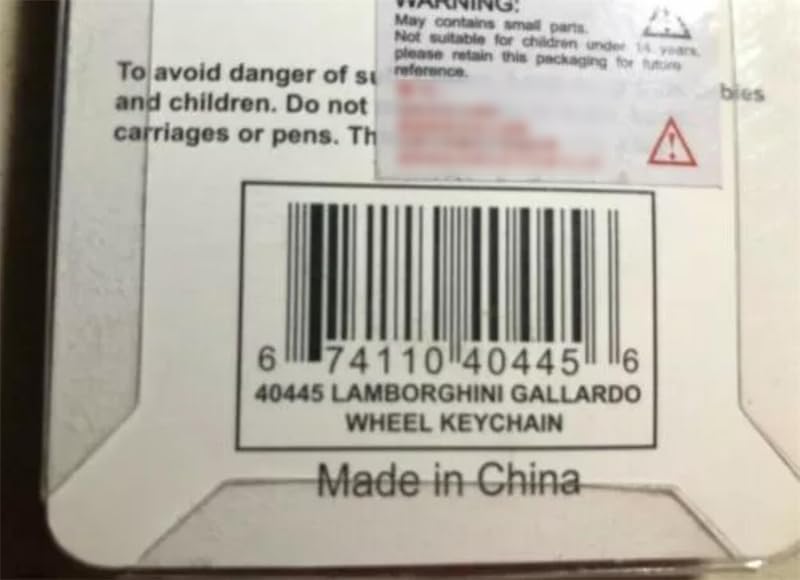 WARNING:
May contains small parts.
Not suitable for children under 14 years,
please retain this packaging for future
reference.
To avoid danger of su
bies
and children. Do not
carriages or pens. Th
6 74110 40445 6
40445 LAMBORGHINI GALLARDO
WHEEL KEYCHAIN
Made in China